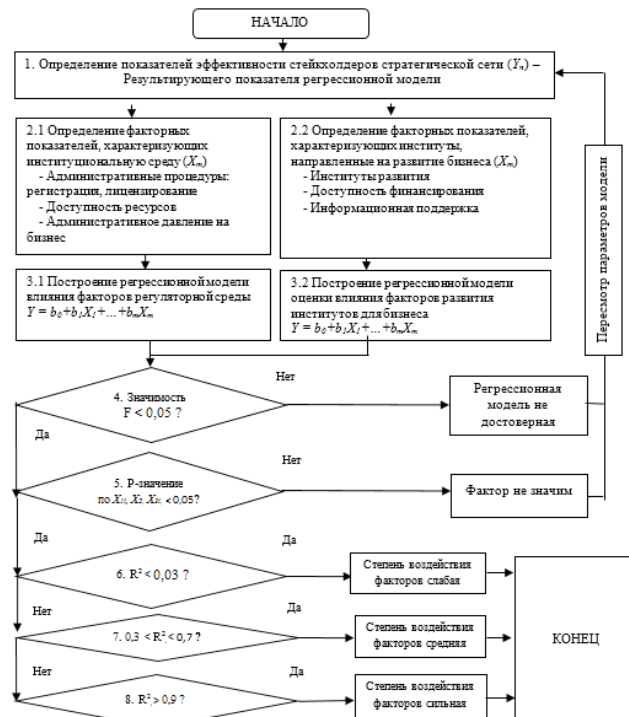 НАЧАЛО
1. Определение показателей эффективности стейкхолдеров стратегической сети (Yn) –
Результирующего показателя регрессионной модели
2.1 Определение факторных
показателей, характеризующих
институциональную среду (Xm)
- Административные процедуры:
регистрация, лицензирование
- Доступность ресурсов
- Административное давление на
бизнес
2.2 Определение факторных показателей,
характеризующих институты,
направленные на развитие бизнеса (Xm)
- Институты развития
- Доступность финансирования
- Информационная поддержка
Пересмотр параметров модели
3.1 Построение регрессионной модели
влияния факторов регуляторной среды
Y = b0+b1X1+...+bmXm
3.2 Построение регрессионной модели
оценки влияния факторов развития
институтов для бизнеса
Y = b0+b1X1+...+bmXm
4. Значимость
F < 0,05 ?
Нет
Регрессионная
модель не
достоверная
Да
5. P-значение
по X1, X2, <0,05?
Нет
Фактор не значим
Да
6. R² < 0,03 ?
Да
Степень воздействия
факторов слабая
Нет
7. 0,3 < R² < 0,7 ?
Да
Степень воздействия
факторов средняя
КОНЕЦ
Нет
8. R² > 0,9 ?
Да
Степень воздействия
факторов сильная